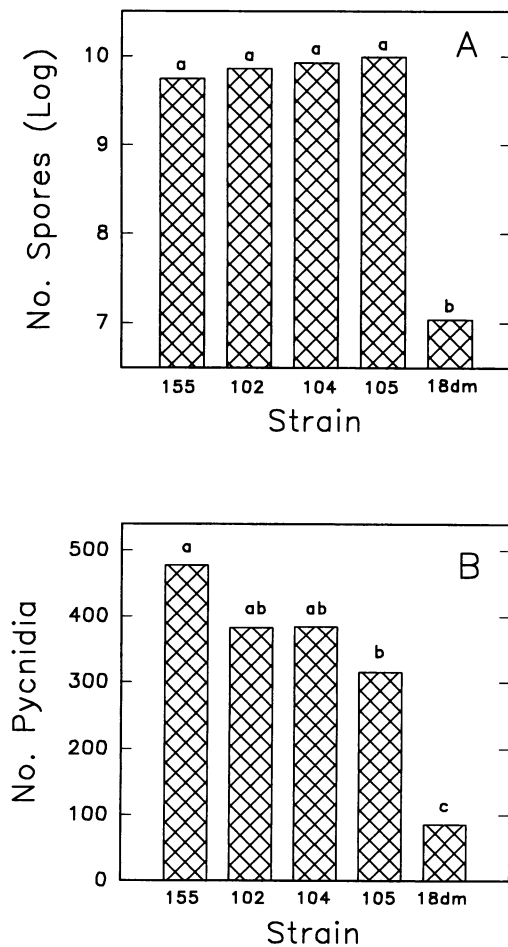 A
No. Spores (Log)
10
9
8
7
a
a
a
a
b
155 102 104 105 18dm
Strain
B
No. Pycnidia
500
400
300
200
100
0
a
ab
ab
b
c
155 102 104 105 18dm
Strain